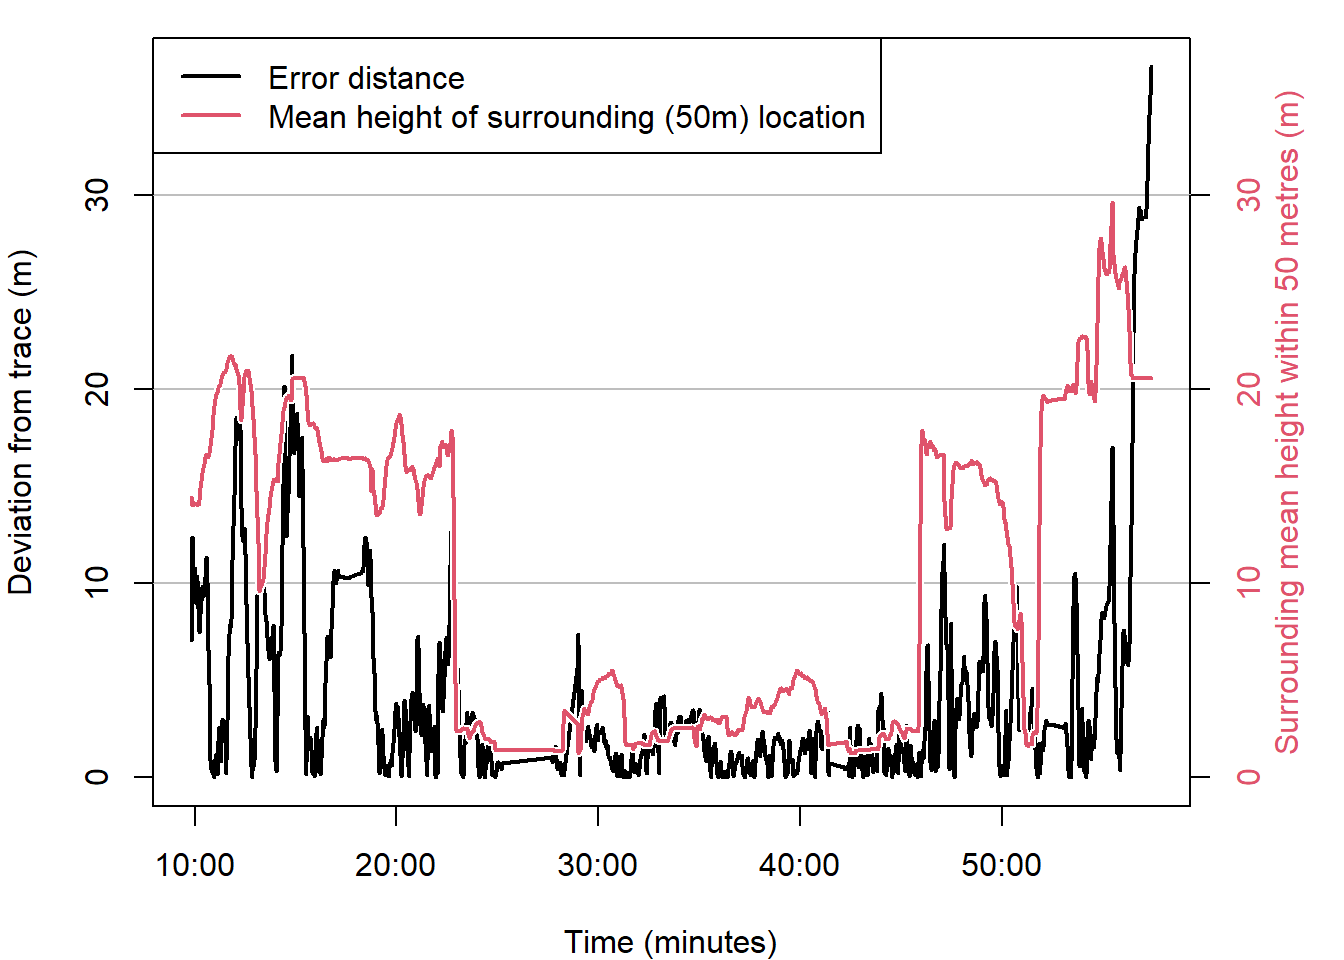 Error distance
Mean height of surrounding (50m) location
Deviation from trace (m)
0
10
20
30
0
10
20
30
Surrounding mean height within 50 metres (m)
10:00
20:00
30:00
40:00
50:00
Time (minutes)